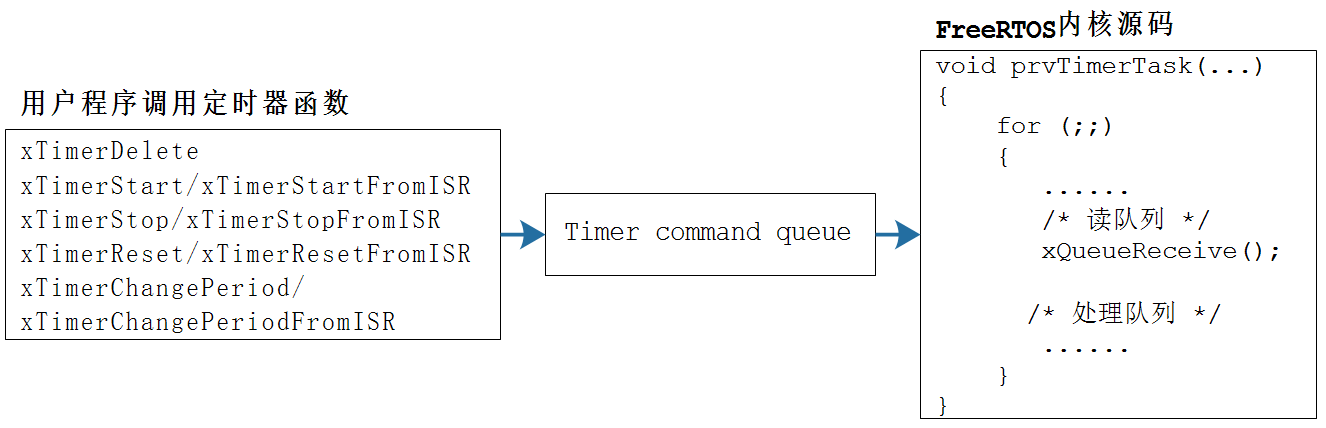 用户程序调用定时器函数
xTimerDelete
xTimerStart/xTimerStartFromISR
xTimerStop/xTimerStopFromISR
xTimerReset/xTimerResetFromISR
xTimerChangePeriod/
xTimerChangePeriodFromISR
Timer command queue
FreeRTOS内核源码
void prvTimerTask(...)
{
for (;;)
{
......
/* 读队列 */
xQueueReceive();
/* 处理队列 */
......
}
}